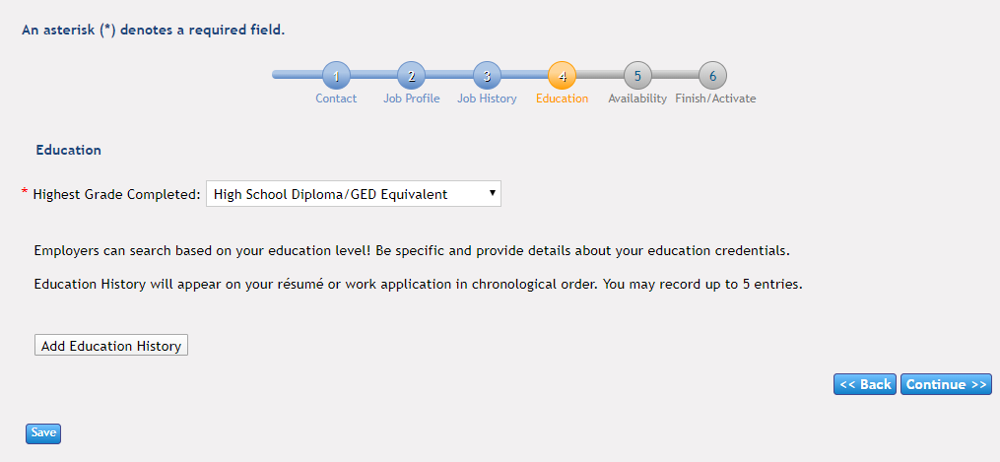 An asterisk (*) denotes a required field.
1 2 3 4 5 6
Contact Job Profile Job History Education Availability Finish/Activate
Education
* Highest Grade Completed: High School Diploma/GED Equivalent
Employers can search based on your education level! Be specific and provide details about your education credentials.
Education History will appear on your résumé or work application in chronological order. You may record up to 5 entries.
Add Education History
<< Back Continue >>
Save